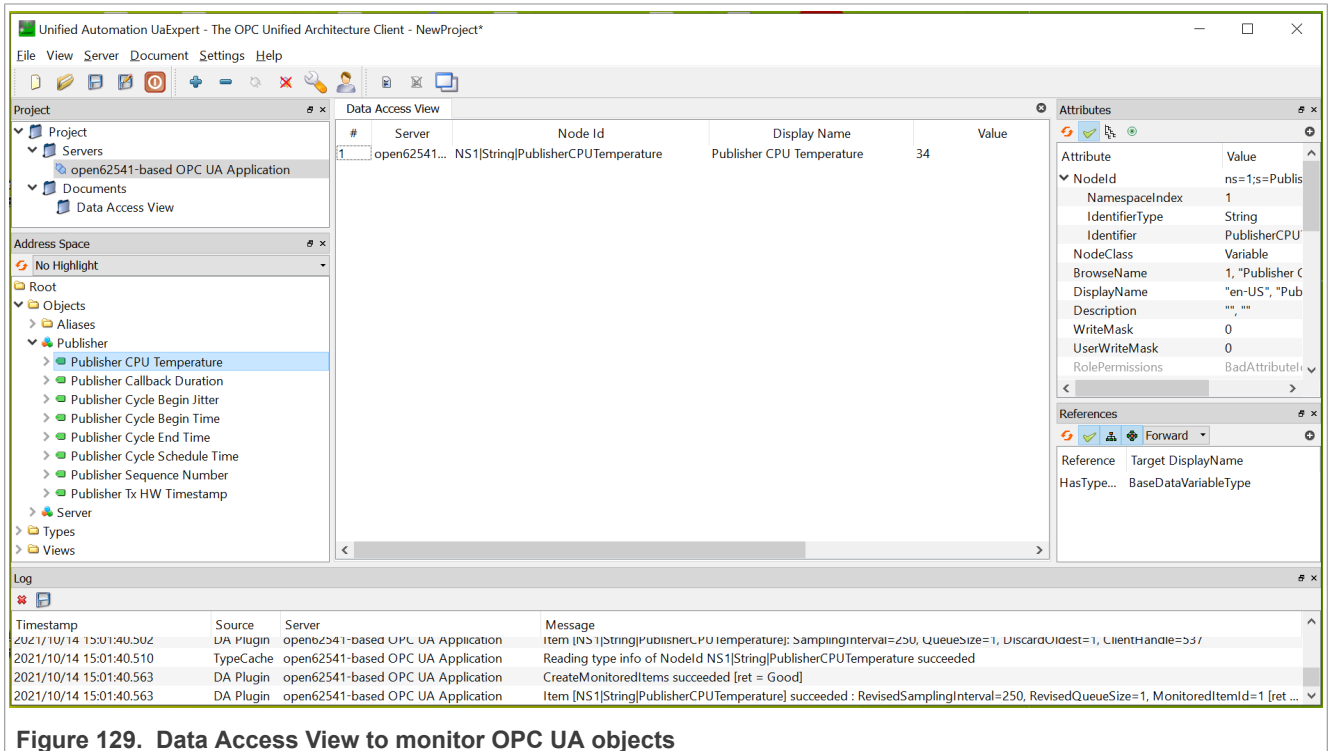 Unified Automation UaExpert - The OPC Unified Architecture Client - NewProject*
File View Server Document Settings Help
Project
Project
Servers
open62541-based OPC UA Application
Documents
Data Access View
Address Space
No Highlight
Root
Objects
Aliases
Publisher
Publisher CPU Temperature
Publisher Callback Duration
Publisher Cycle Begin Jitter
Publisher Cycle Begin Time
Publisher Cycle End Time
Publisher Cycle Schedule Time
Publisher Sequence Number
Publisher Tx HW Timestamp
Server
Types
Views
Data Access View
# Server Node Id Display Name Value
1 open62541... NS1|String|PublisherCPUTemperature Publisher CPU Temperature 34
Attributes
Attribute Value
NodeId ns=1;s=Publis
NamespaceIndex 1
IdentifierType String
Identifier PublisherCPU
NodeClass Variable
BrowseName 1, "Publisher C
DisplayName "en-US", "Pub
Description "", ""
WriteMask 0
UserWriteMask 0
RolePermissions BadAttributeI
References
Forward
Reference Target DisplayName
HasType... BaseDataVariableType
Log
Timestamp Source Server Message
2021/10/14 15:01:40.502 DA Plugin open62541-based OPC UA Application Item [NS1|String|PublisherCPUTemperature]: SamplingInterval=250, QueueSize=1, DiscardOldest=1, ClientHandle=537
2021/10/14 15:01:40.510 TypeCache open62541-based OPC UA Application Reading type info of NodeId NS1|String|PublisherCPUTemperature succeeded
2021/10/14 15:01:40.563 DA Plugin open62541-based OPC UA Application CreateMonitoredItems succeeded [ret = Good]
2021/10/14 15:01:40.563 DA Plugin open62541-based OPC UA Application Item [NS1|String|PublisherCPUTemperature] succeeded : RevisedSamplingInterval=250, RevisedQueueSize=1, MonitoredItemId=1 [ret ...
Figure 129. Data Access View to monitor OPC UA objects